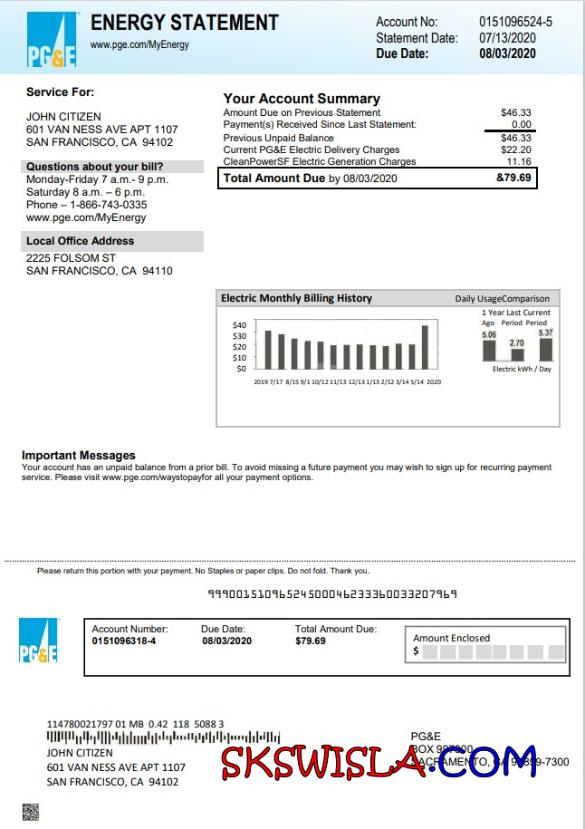 PG&E
ENERGY STATEMENT
www.pge.com/MyEnergy
Account No: 0151096524-5
Statement Date: 07/13/2020
Due Date: 08/03/2020
Service For:
JOHN CITIZEN
601 VAN NESS AVE APT 1107
SAN FRANCISCO, CA 94102
Questions about your bill?
Monday-Friday 7 a.m.- 9 p.m.
Saturday 8 a.m. – 6 p.m.
Phone – 1-866-743-0335
www.pge.com/MyEnergy
Local Office Address
2225 FOLSOM ST
SAN FRANCISCO, CA 94110
Your Account Summary
Amount Due on Previous Statement $46.33
Payment(s) Received Since Last Statement: 0.00
Previous Unpaid Balance $46.33
Current PG&E Electric Delivery Charges $22.20
CleanPowerSF Electric Generation Charges 11.16
Total Amount Due by 08/03/2020 &79.69
Electric Monthly Billing History
$40
$30
$20
$10
$0
2019 7/17 8/15 9/1 10/12 11/13 12/13 1/13 2/12 3/14 5/14 2020
Daily UsageComparison
1 Year Last Current
Ago Period Period
5.06 2.70 5.37
Electric kWh / Day
Important Messages
Your account has an unpaid balance from a prior bill. To avoid missing a future payment you may wish to sign up for recurring payment
service. Please visit www.pge.com/waystopayfor all your payment options.
Please return this portion with your payment. No Staples or paper clips. Do not fold. Thank you.
99900151096524500046233360033207969
PG&E
Account Number: Due Date: Total Amount Due:
0151096318-4 08/03/2020 $79.69
Amount Enclosed
$
114780021797 01 MB 0.42 118 5088 3
JOHN CITIZEN
601 VAN NESS AVE APT 1107
SAN FRANCISCO, CA 94102
PG&E
BOX
SACRAMENTO, CA -7300
SKSWISLA.COM